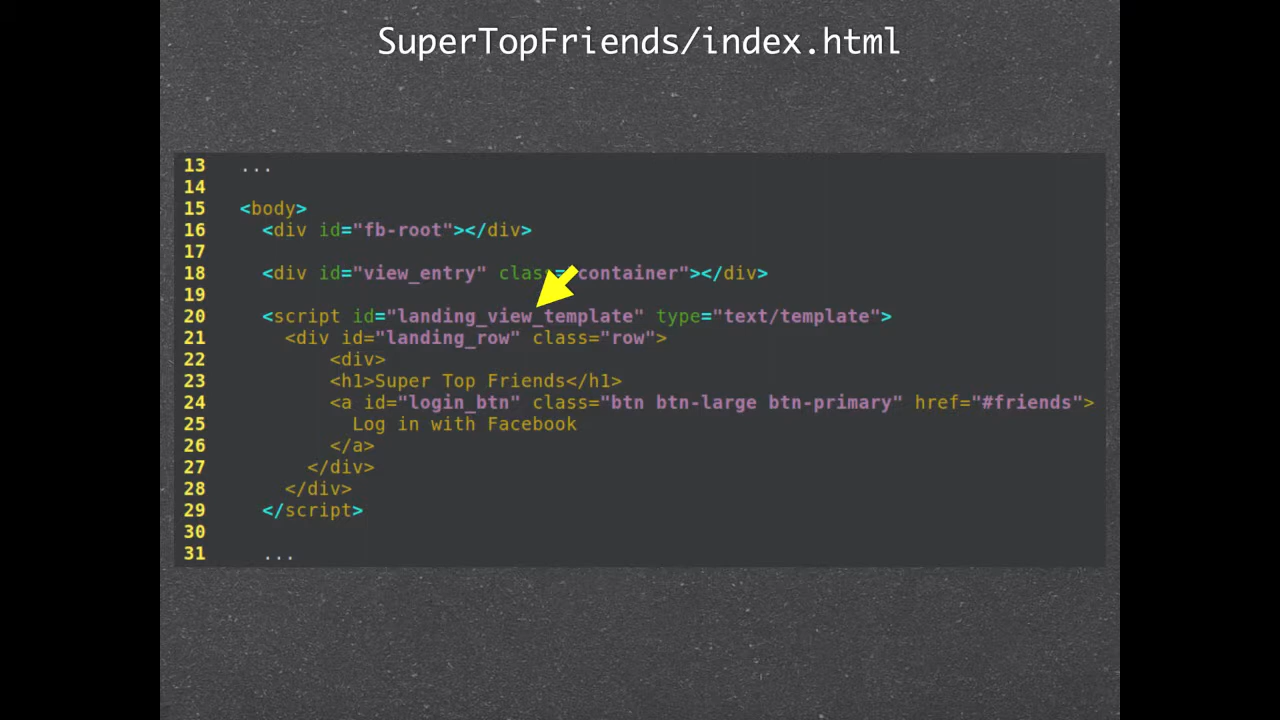 SuperTopFriends/index.html
13 ...
14
15 <body>
16 <div id="fb-root"></div>
17
18 <div id="view_entry" clas= container"></div>
19
20 <script id="landing_view_template" type="text/template">
21 <div id="landing_row" class="row">
22 <div>
23 <h1>Super Top Friends</h1>
24 <a id="login_btn" class="btn btn-large btn-primary" href="#friends">
25 Log in with Facebook
26 </a>
27 </div>
28 </div>
29 </script>
30
31 ...